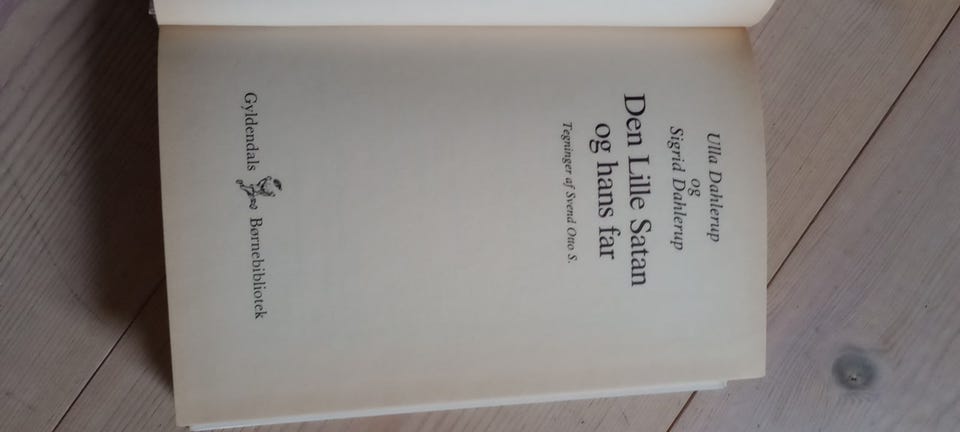 Ulla Dahlerup
og
Sigrid Dahlerup
Den Lille Satan
og hans far
Tegninger af Svend Otto S.
Gyldendals Børnebibliotek